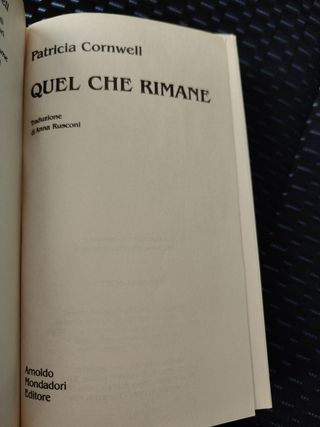 Patricia Cornwell
QUEL CHE RIMANE
Traduzione
di Anna Rusconi
Arnoldo
Mondadori
Editore